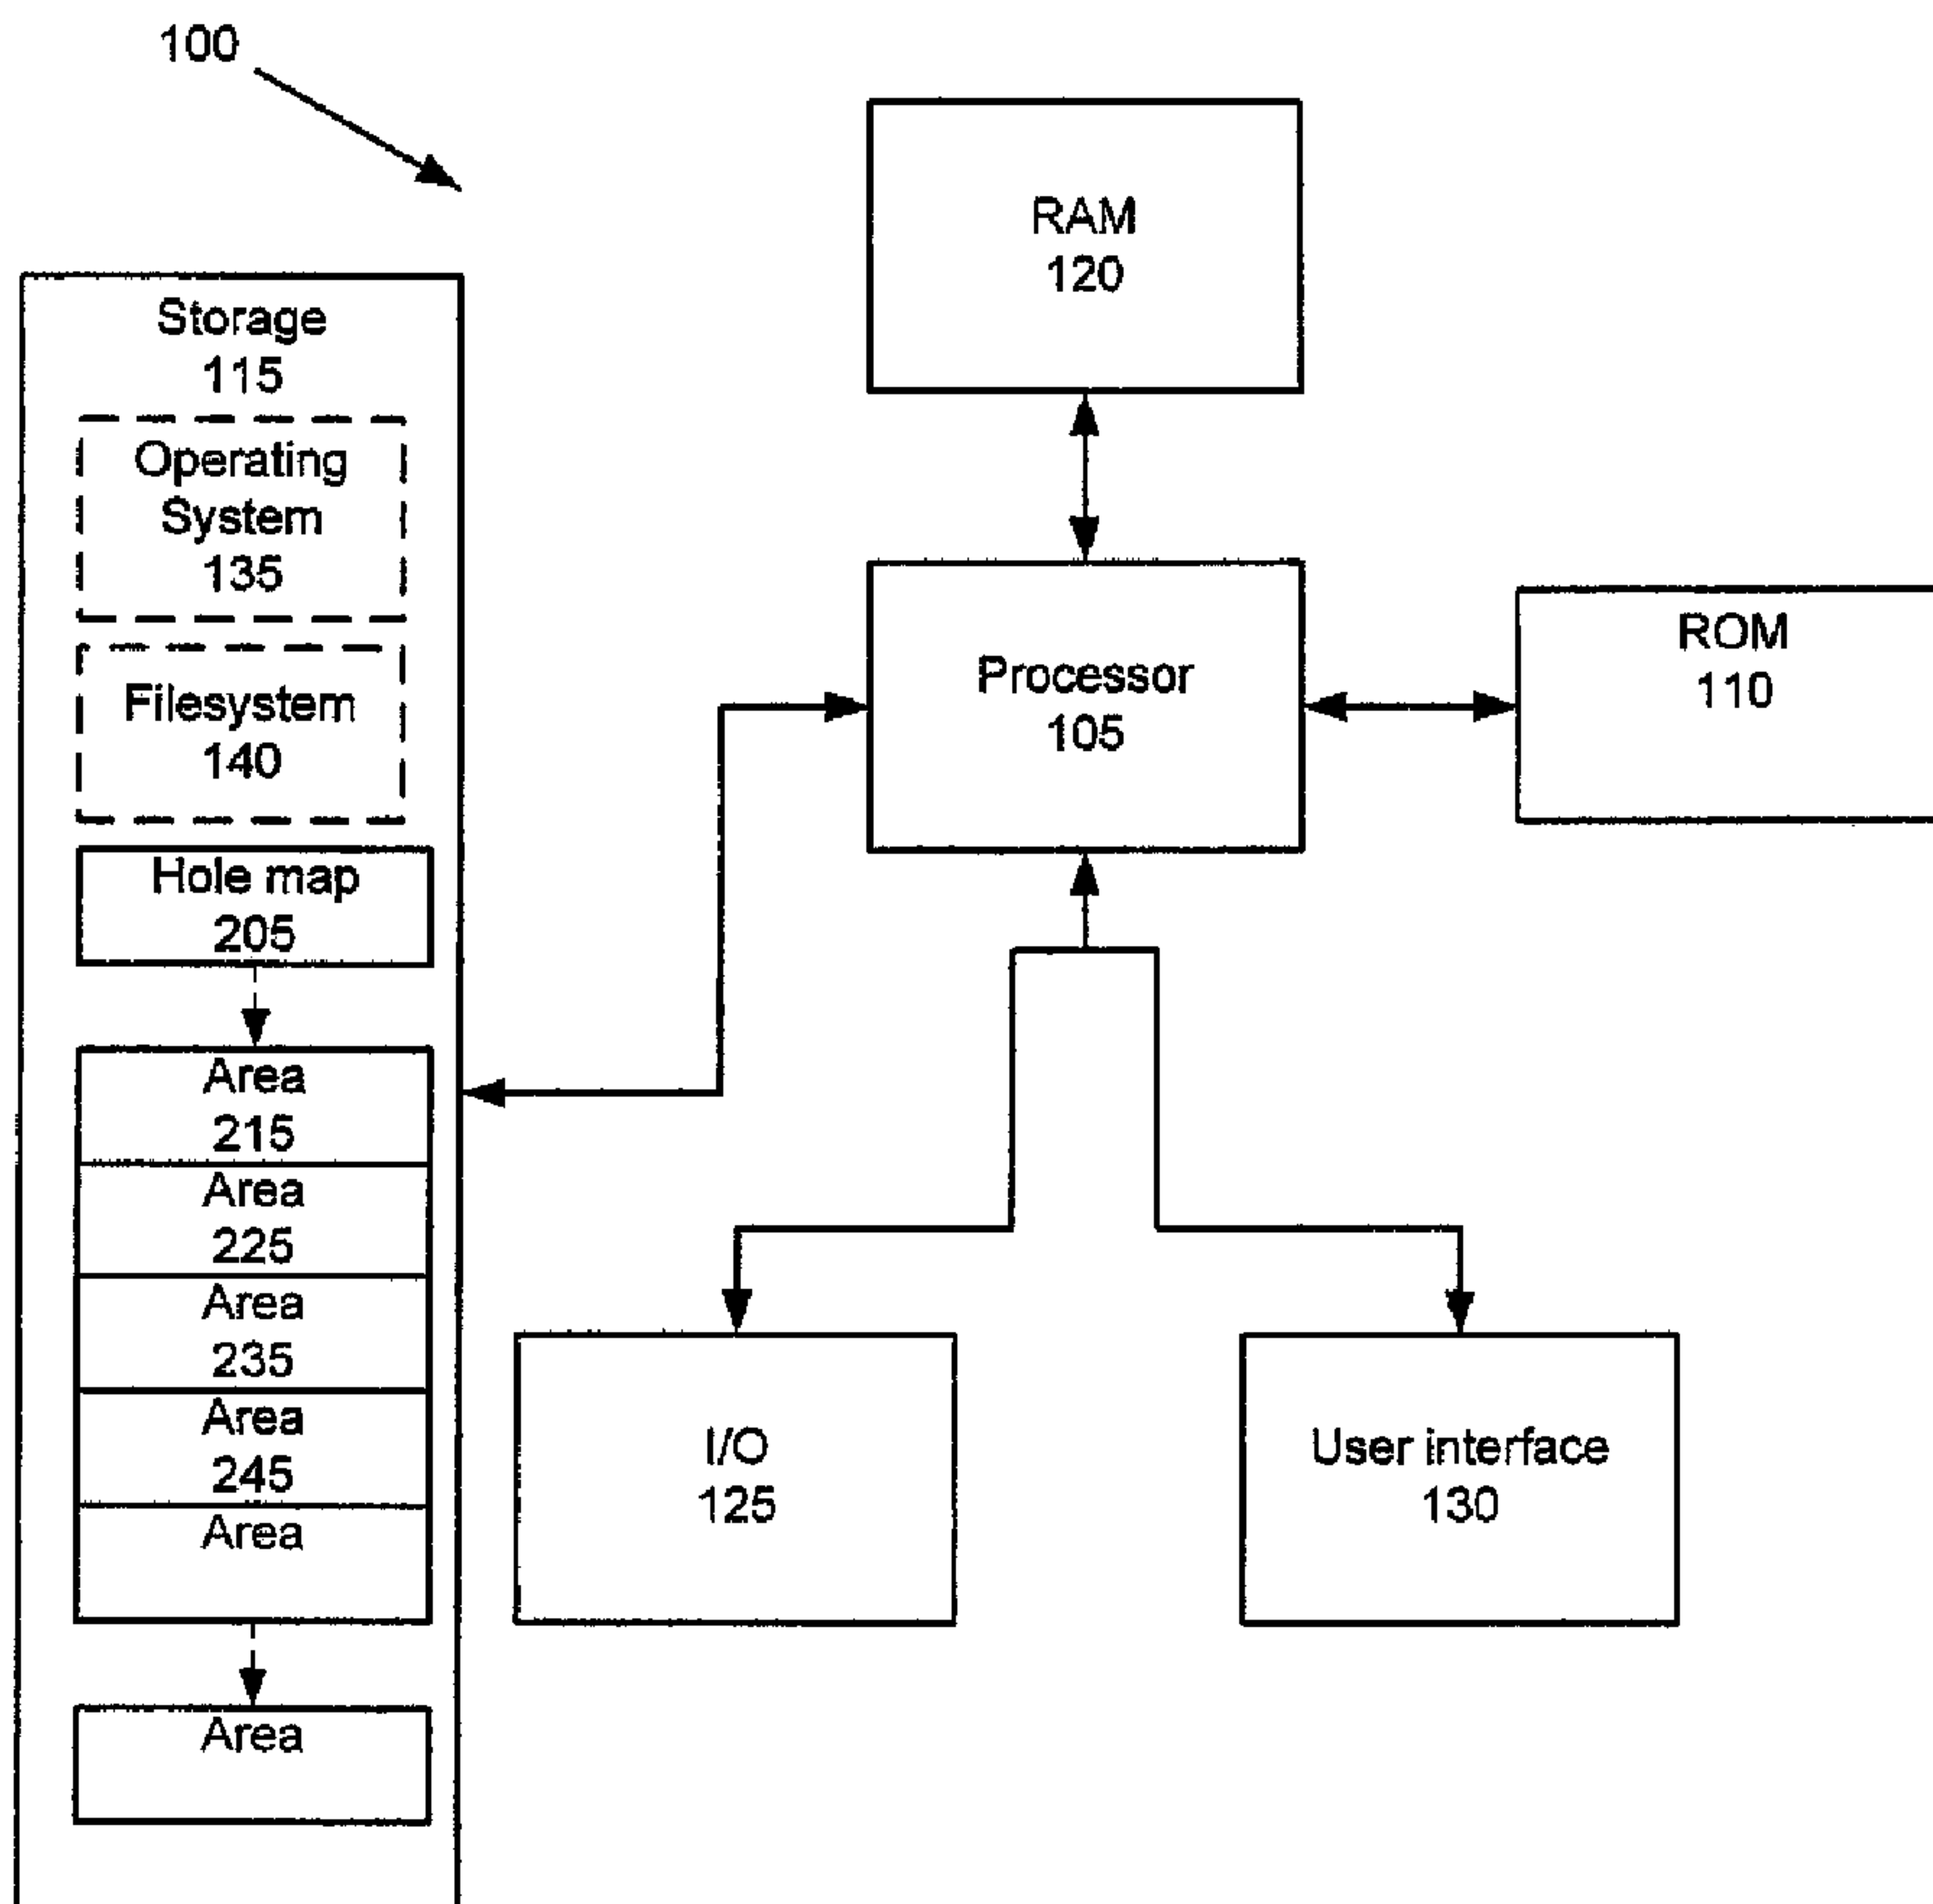 100
RAM
120
Storage
115
Operating
System
135
Filesystem
140
Hole map
205
Area
215
Area
225
Area
235
Area
245
Area
Area
Processor
105
ROM
110
I/O
125
User interface
130